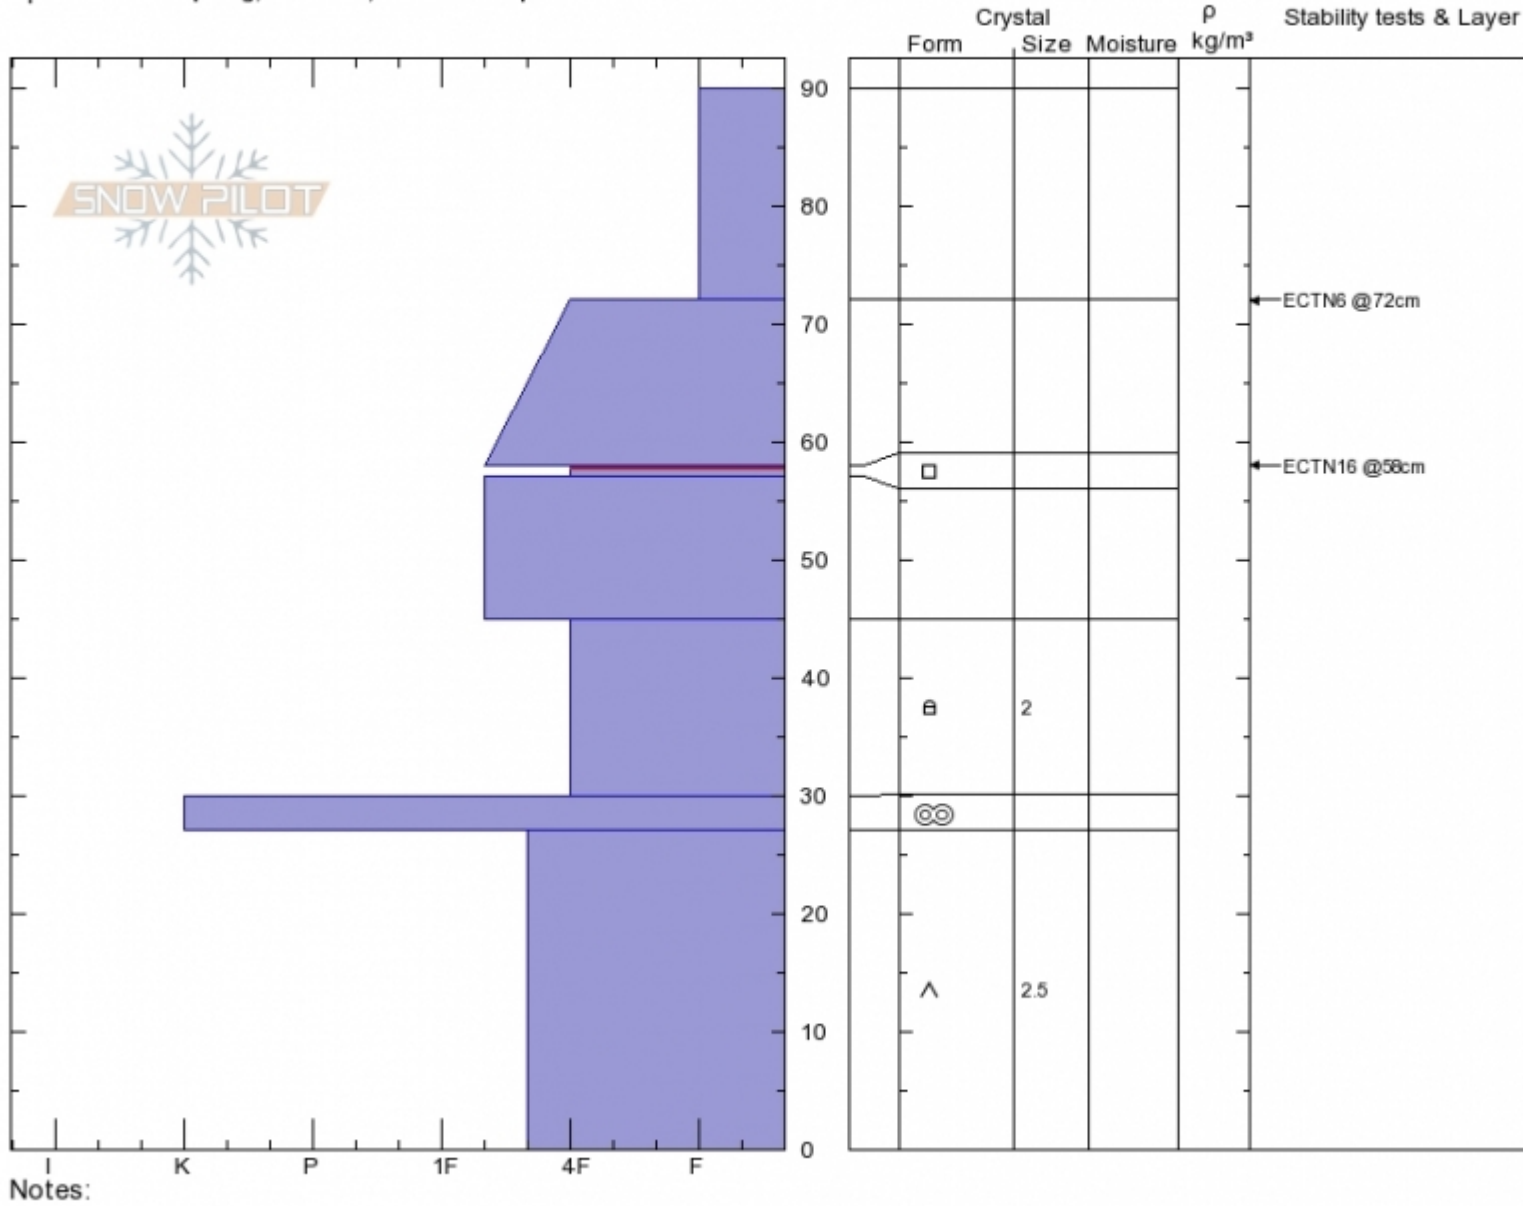 Crystal ρ Stability tests & Layer
Form Size Moisture kg/m³
SNOW PILOT
90
80
ECTN6 @72cm
70
60
ECTN16 @58cm
50
40
2
30
20
2.5
10
0
I K P 1F 4F F
Notes: